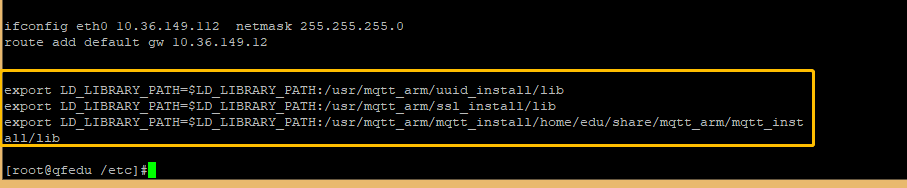 ifconfig eth0 10.36.149.112  netmask 255.255.255.0
route add default gw 10.36.149.12
export LD_LIBRARY_PATH=$LD_LIBRARY_PATH:/usr/mqtt_arm/uuid_install/lib
export LD_LIBRARY_PATH=$LD_LIBRARY_PATH:/usr/mqtt_arm/ssl_install/lib
export LD_LIBRARY_PATH=$LD_LIBRARY_PATH:/usr/mqtt_arm/mqtt_install/home/edu/share/mqtt_arm/mqtt_inst
all/lib
[root@qfedu /etc]#